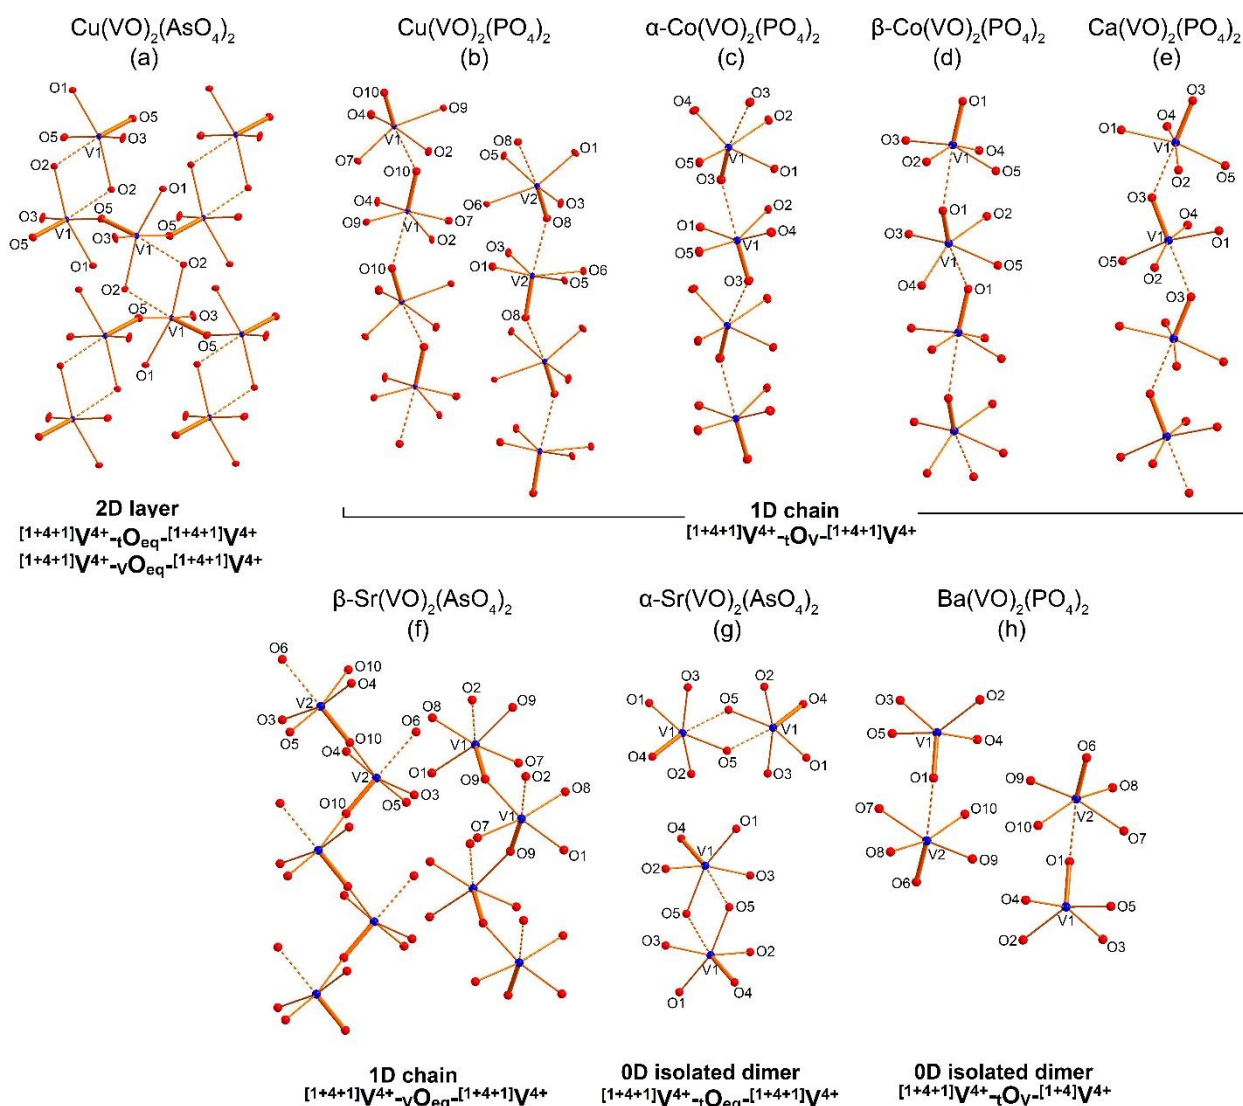 Cu(VO)₂(AsO₄)₂
(a)
Cu(VO)₂(PO₄)₂
(b)
α-Co(VO)₂(PO₄)₂
(c)
β-Co(VO)₂(PO₄)₂
(d)
Ca(VO)₂(PO₄)₂
(e)
O1
O5
O5
O3
V1
O2
O2
O1
O3
O5
O5
V1
O3
V1
O5
O1
O2
O2
O5
O3
V1
O5
O1
O10
O4
O9
V1
O7
O2
O10
O4
O9
V1
O7
O2
O10
O8
O5
O1
V2
O6
O3
O8
O3
O1
V2
O6
O5
O8
O3
O4
O2
V1
O5
O1
O3
O2
O1
V1
O4
O5
O3
O1
O3
V1
O4
O2
O5
O1
O2
O3
V1
O5
O4
O1
O3
O4
O1
V1
O2
O5
O3
O4
V1
O1
O5
O2
O3
2D layer
[1+4+1]V4+-tOeq-[1+4+1]V4+
[1+4+1]V4+-VOeq-[1+4+1]V4+
1D chain
[1+4+1]V4+-tOV-[1+4+1]V4+
β-Sr(VO)₂(AsO₄)₂
(f)
α-Sr(VO)₂(AsO₄)₂
(g)
Ba(VO)₂(PO₄)₂
(h)
O6
O10
O4
V2
O3
O5
O10
O4
O6
V2
O3
O5
O10
O2
O8
O9
V1
O1
O7
O9
O2
O8
V1
O7
O1
O9
O3
O2
O1
O5
O4
V1
V1
O4
O5
O2
O3
O1
O4
O1
V1
O2
O3
O5
O5
O3
O2
V1
O1
O4
O3
O2
O5
V1
O4
O1
O7
O10
O8
V2
O9
O6
O6
O9
O8
V2
O10
O7
O1
O4
O5
V1
O2
O3
1D chain
[1+4+1]V4+-VOeq-[1+4+1]V4+
0D isolated dimer
[1+4+1]V4+-tOeq-[1+4+1]V4+
0D isolated dimer
[1+4+1]V4+-tOV-[1+4]V4+